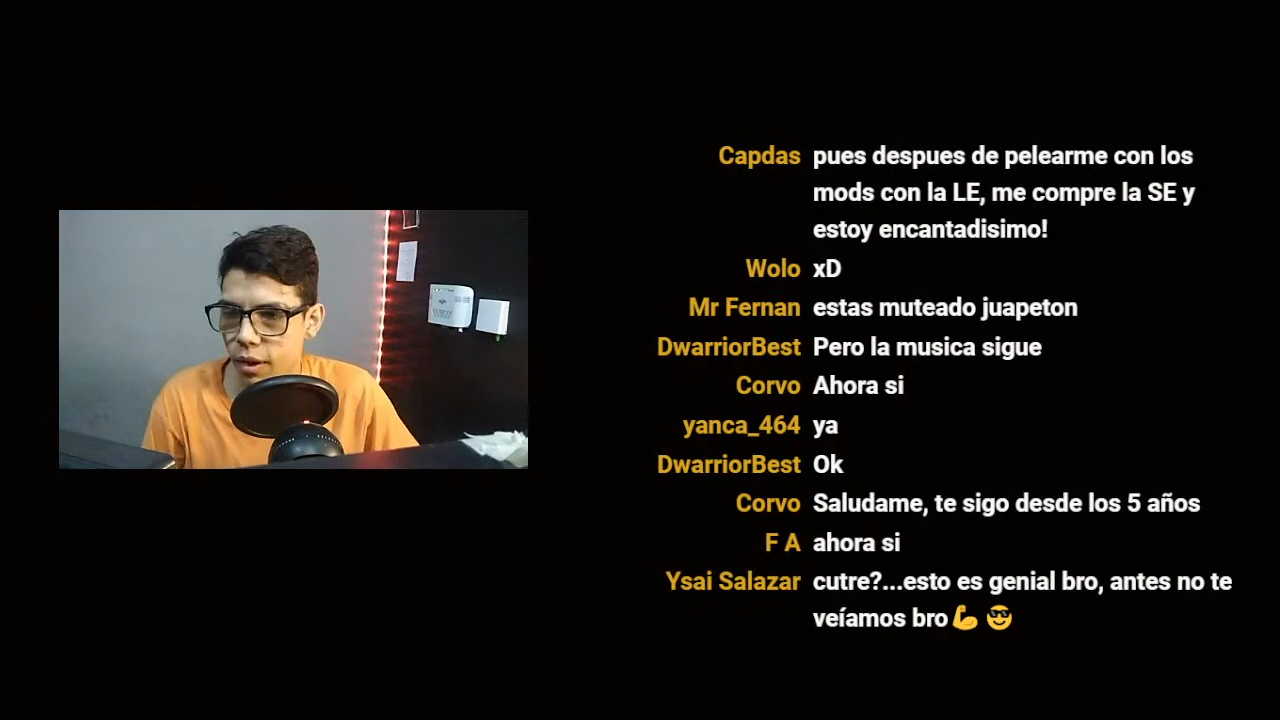 Capdas pues despues de pelearme con los
mods con la LE, me compre la SE y
estoy encantadisimo!
Wolo xD
Mr Fernan estas muteado juapeton
DwarriorBest Pero la musica sigue
Corvo Ahora si
yanca_464 ya
DwarriorBest Ok
Corvo Saludame, te sigo desde los 5 años
F A ahora si
Ysai Salazar cutre?...esto es genial bro, antes no te
veíamos bro💪 😎